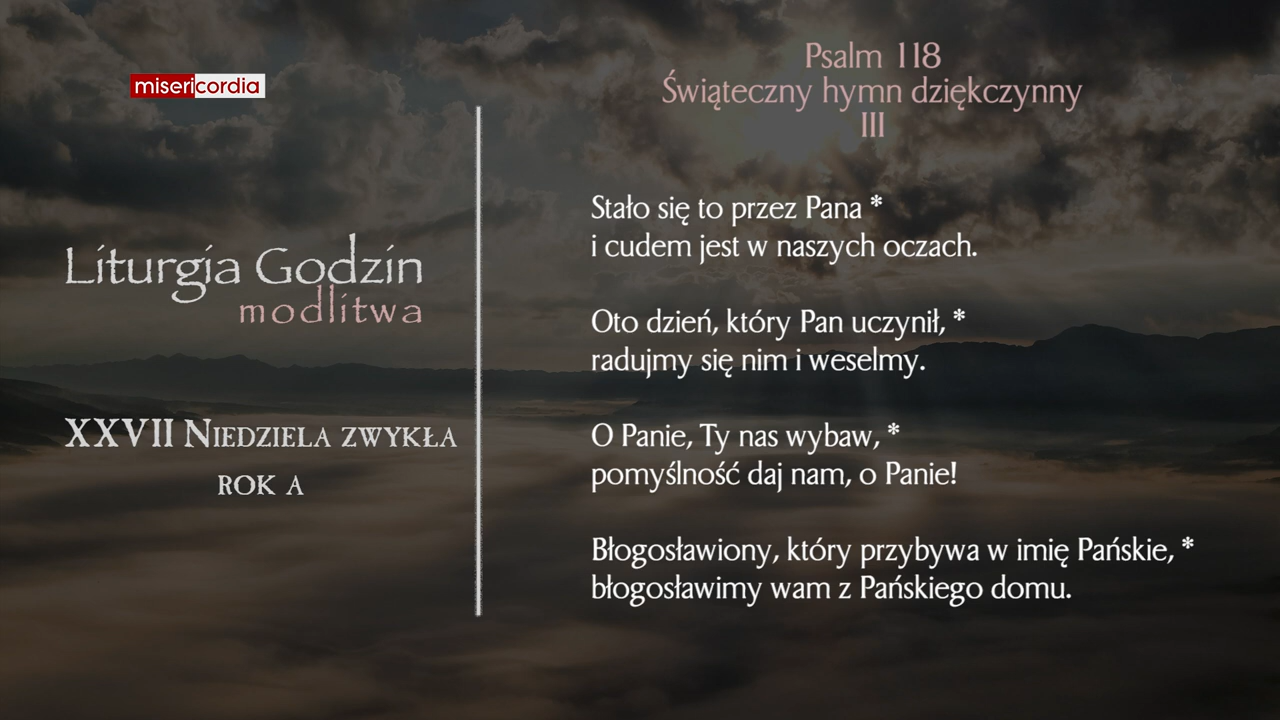 misericordia
Liturgia Godzin
modlitwa
XXVII Niedziela zwykła
rok A
Psalm 118
Świąteczny hymn dziękczynny
III
Stało się to przez Pana *
i cudem jest w naszych oczach.
Oto dzień, który Pan uczynił, *
radujmy się nim i weselmy.
O Panie, Ty nas wybaw, *
pomyślność daj nam, o Panie!
Błogosławiony, który przybywa w imię Pańskie, *
błogosławimy wam z Pańskiego domu.